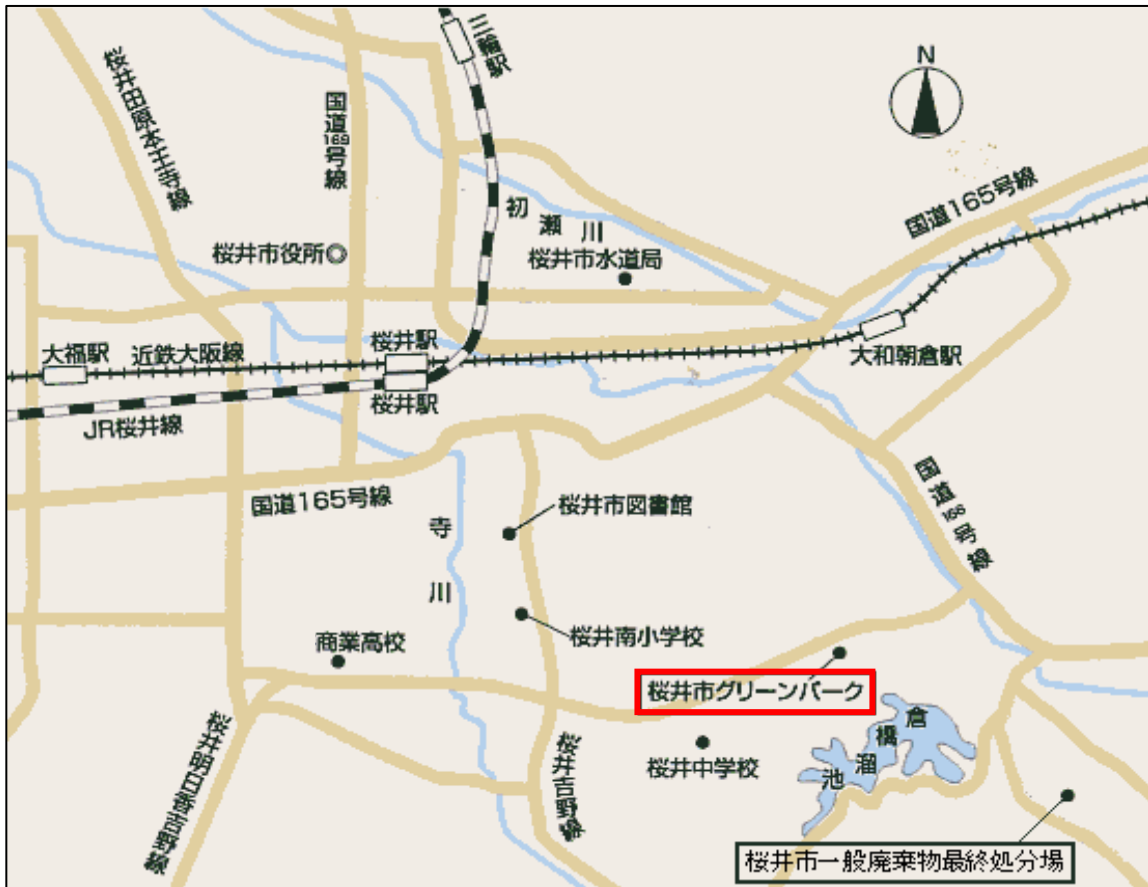 三輪駅
N
桜井田原本王寺線
国道169号線
国道165号線
初瀬川
桜井市役所
桜井市水道局
大福駅
近鉄大阪線
桜井駅
大和朝倉駅
桜井駅
JR桜井線
国道165号線
国道166号線
桜井市図書館
寺川
桜井南小学校
商業高校
桜井市グリーンパーク
倉橋溜池
桜井明日香吉野線
桜井吉野線
桜井中学校
桜井市一般廃棄物最終処分場